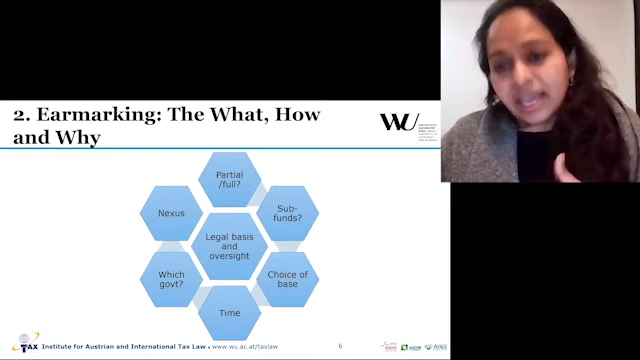 2. Earmarking: The What, How
and Why
WU
Partial
/full?
Nexus
Sub-
funds?
Legal basis
and
oversight
Which
govt?
Choice of
base
Time
TAX Institute for Austrian and International Tax Law • www.wu.ac.at/taxlaw
6